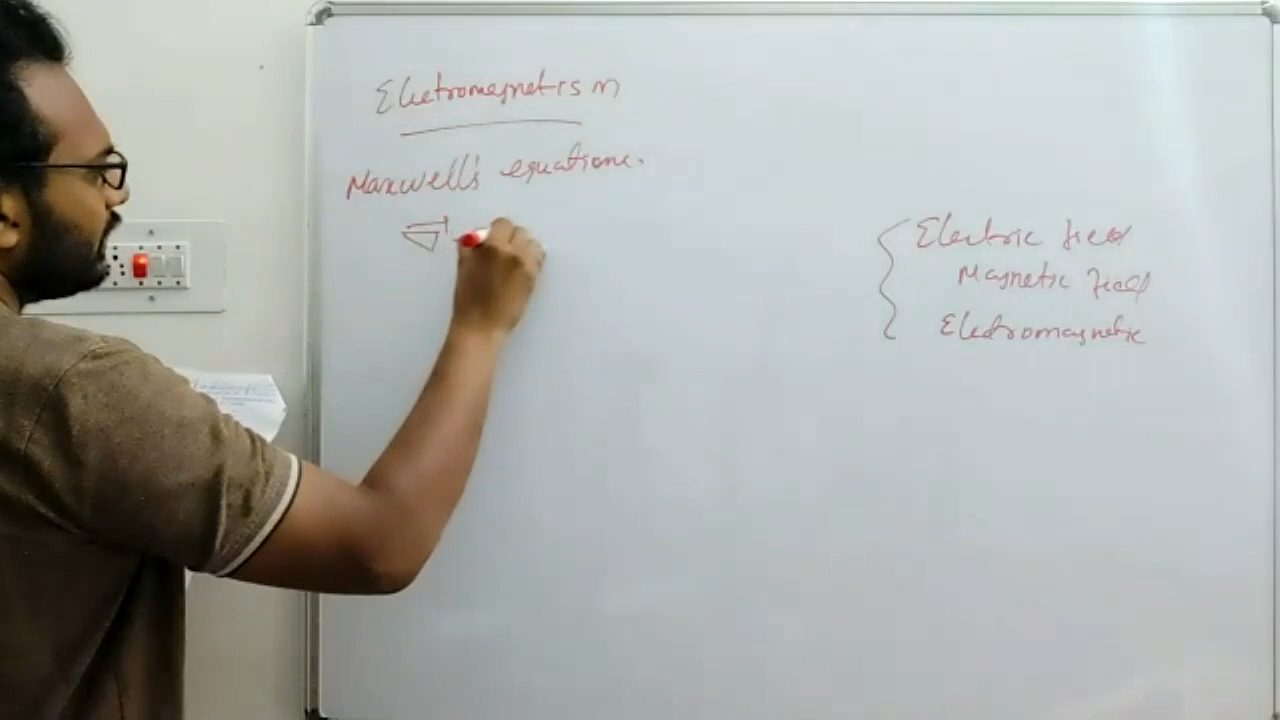 Electromagnetism
Maxwell's equations.
∇
Electric field
Magnetic field
Electromagnetic